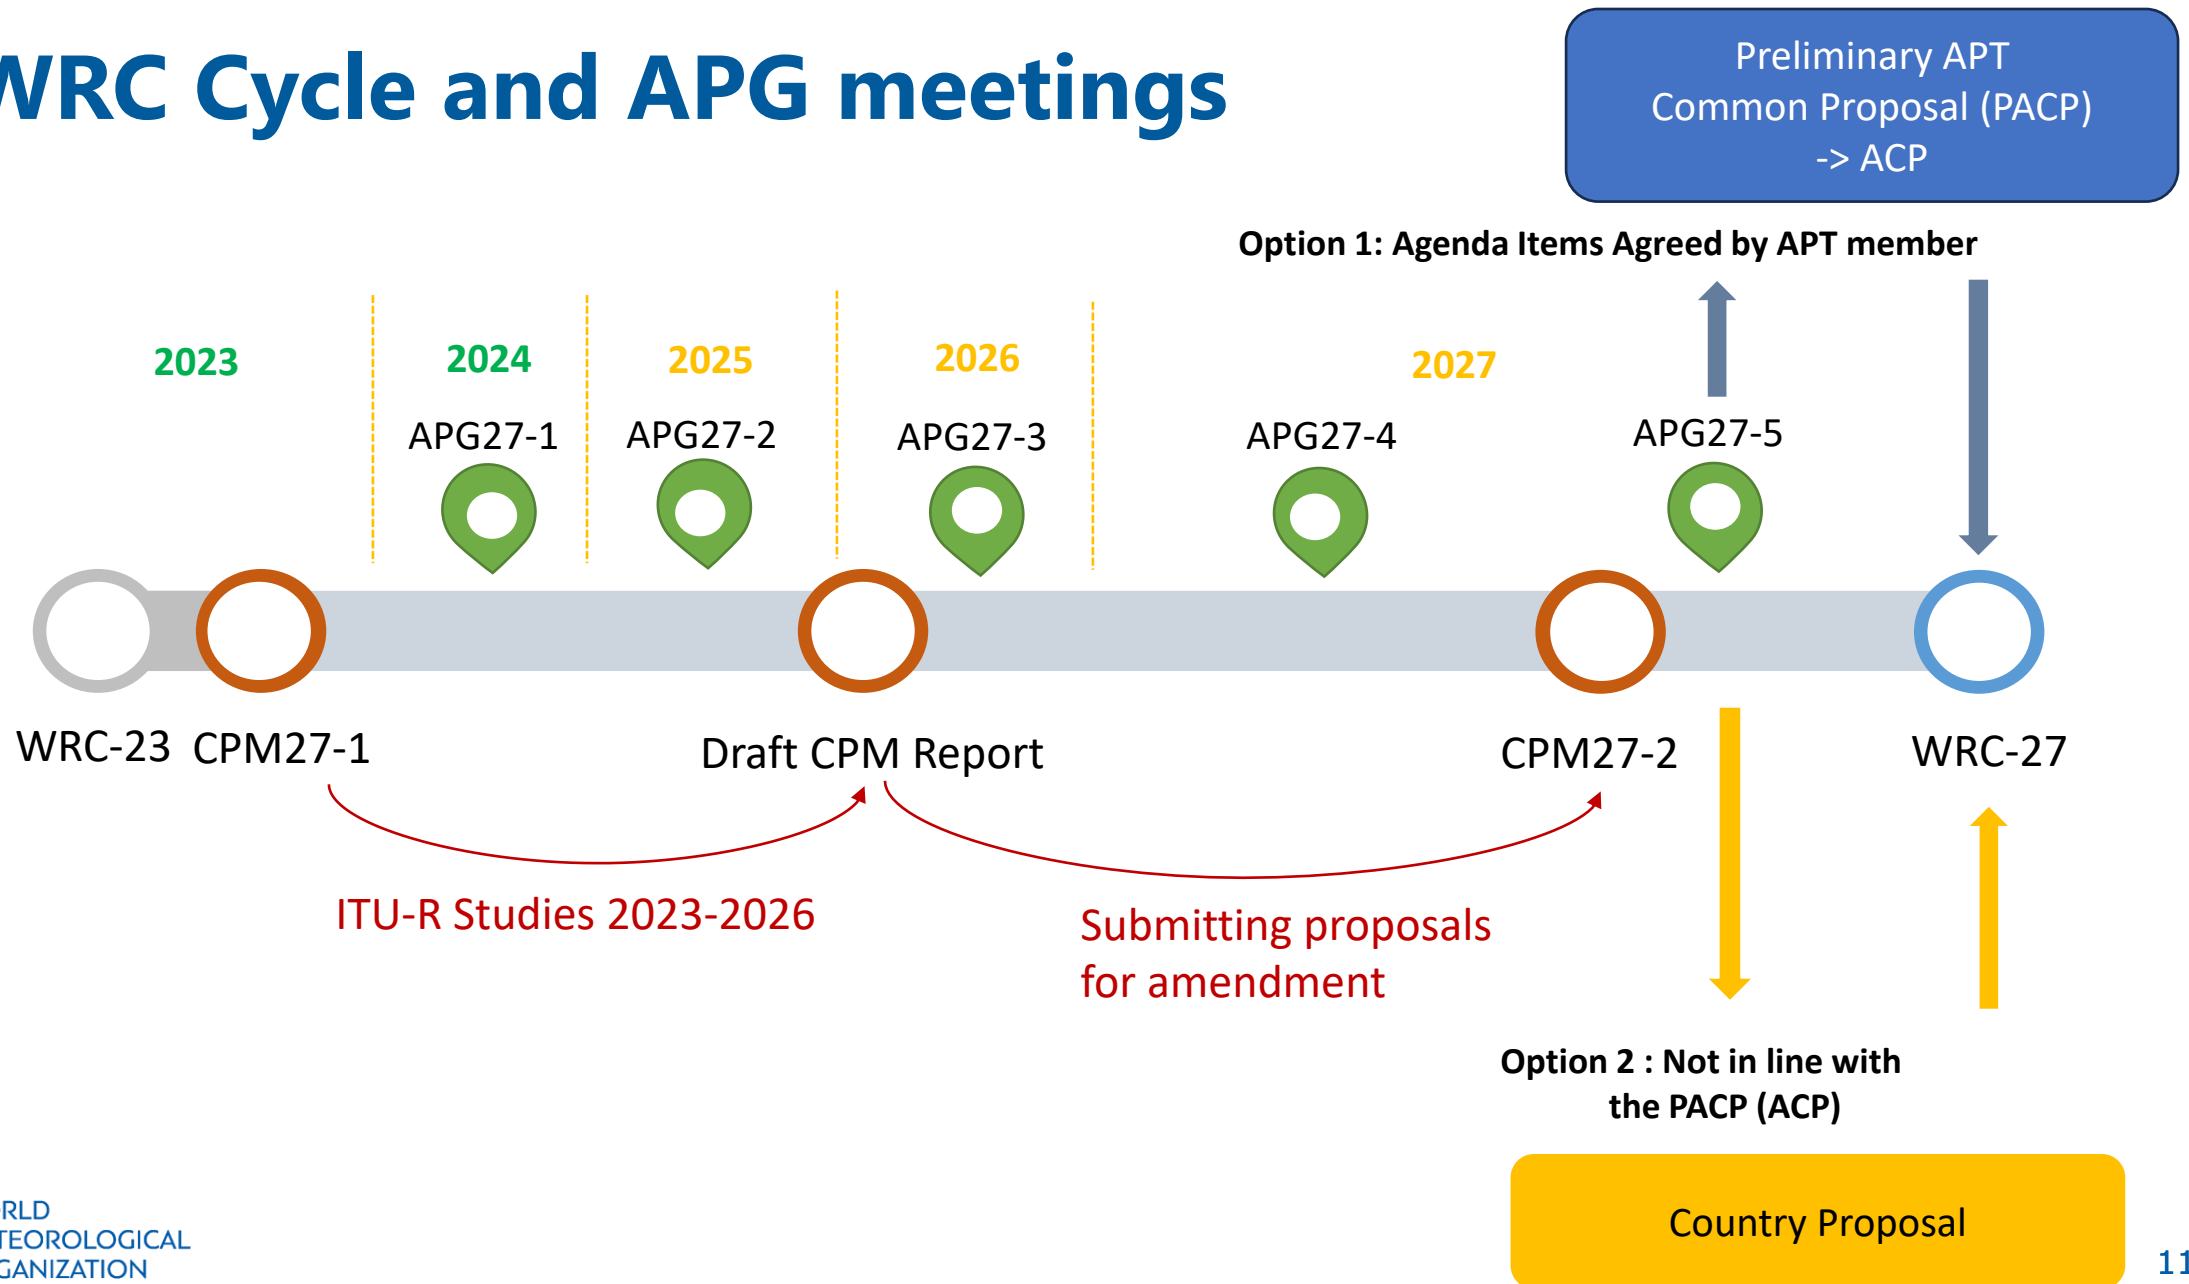 WRC Cycle and APG meetings
Preliminary APT
Common Proposal (PACP)
-> ACP
Option 1: Agenda Items Agreed by APT member
2023
2024
2025
2026
2027
APG27-1
APG27-2
APG27-3
APG27-4
APG27-5
WRC-23
CPM27-1
Draft CPM Report
CPM27-2
WRC-27
ITU-R Studies 2023-2026
Submitting proposals
for amendment
Option 2 : Not in line with
the PACP (ACP)
Country Proposal
RLD
TEOROLOGICAL
GANIZATION
11